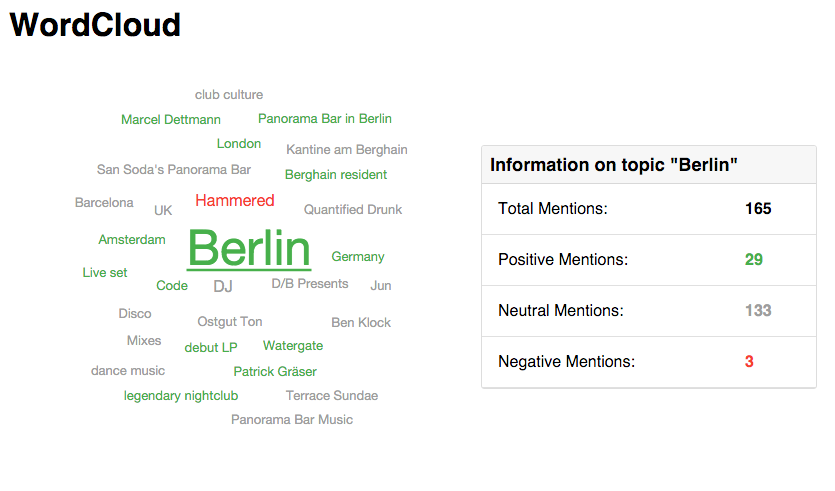 WordCloud
club culture
Marcel Dettmann
Panorama Bar in Berlin
London
Kantine am Berghain
San Soda's Panorama Bar
Berghain resident
Barcelona
UK
Hammered
Quantified Drunk
Amsterdam
Berlin
Germany
Live set
Code
DJ
D/B Presents
Jun
Disco
Ostgut Ton
Ben Klock
Mixes
debut LP
Watergate
dance music
Patrick Gräser
legendary nightclub
Terrace Sundae
Panorama Bar Music
Information on topic "Berlin"
Total Mentions: 165
Positive Mentions: 29
Neutral Mentions: 133
Negative Mentions: 3